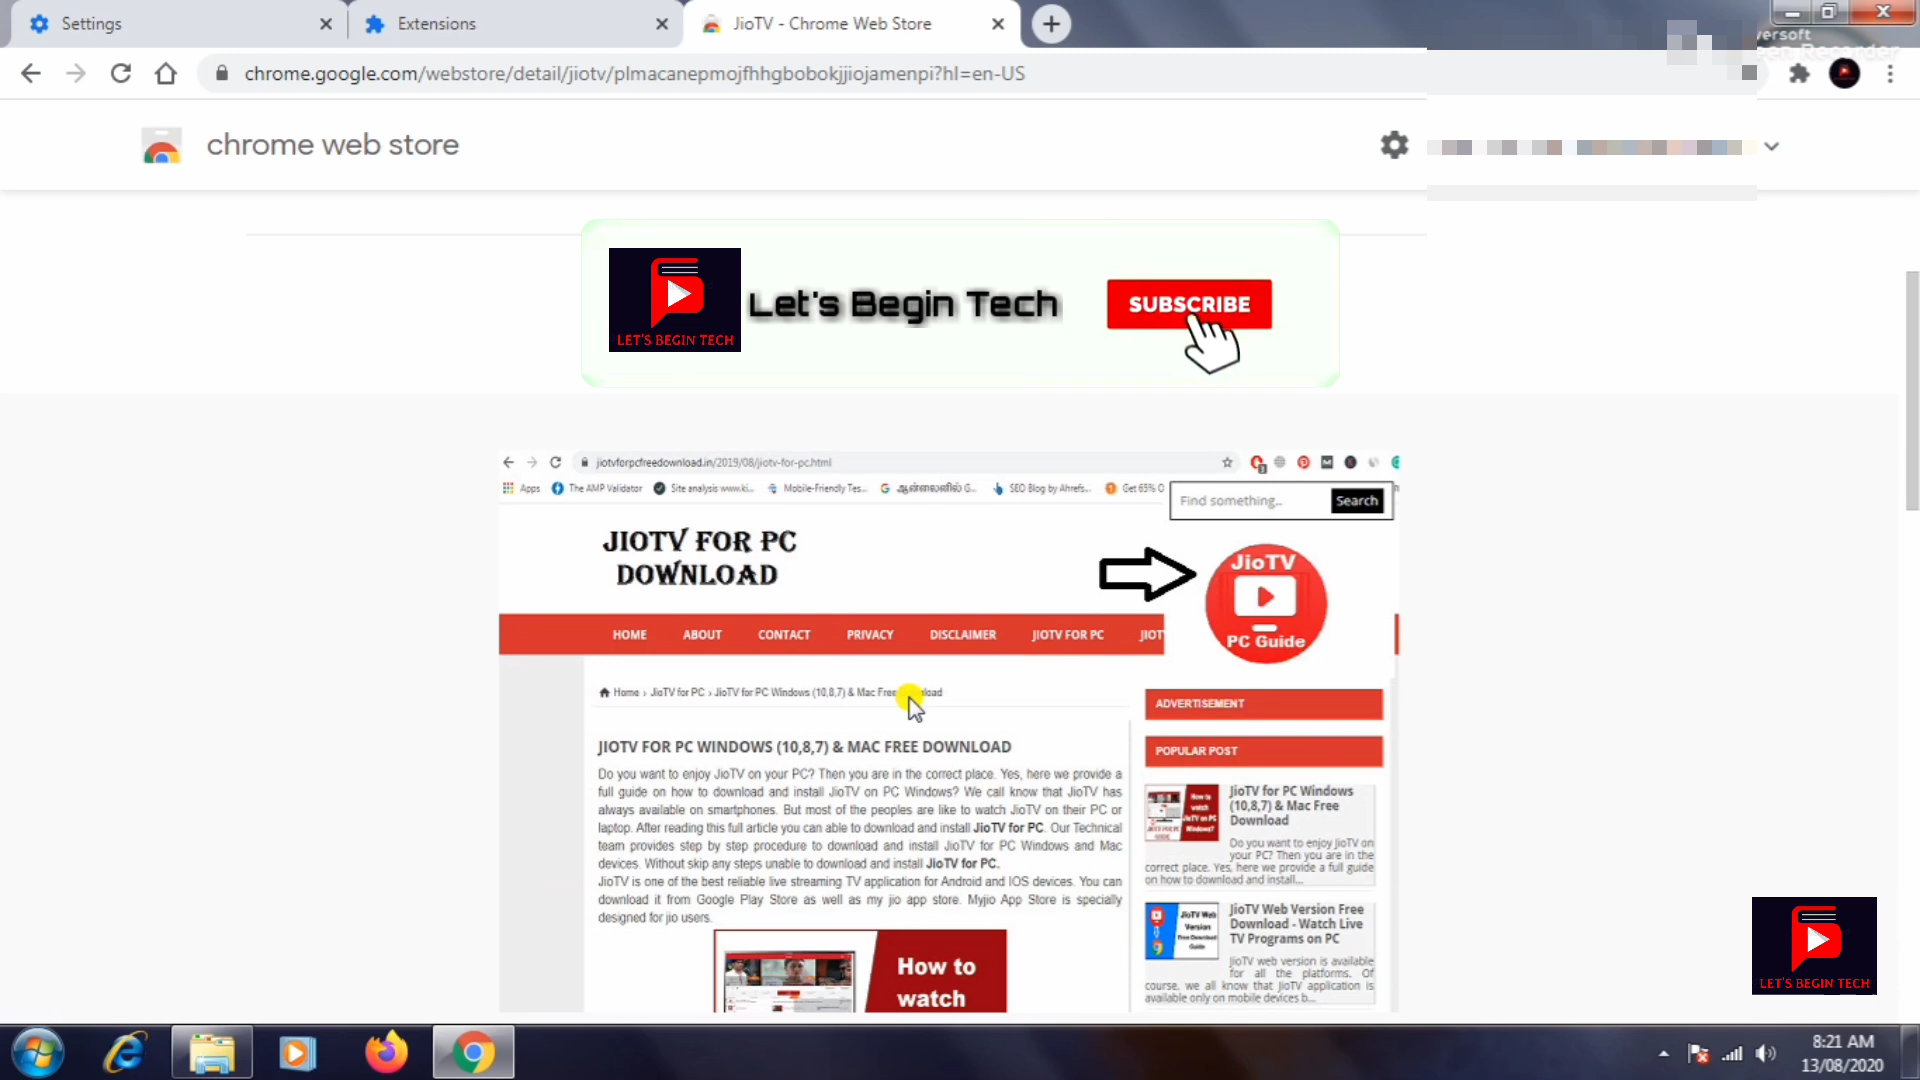 Settings
Extensions
JioTV - Chrome Web Store
chrome.google.com/webstore/detail/jiotv/plmacanepmojfhhgbobokjjiojamenpi?hl=en-US
chrome web store
LET'S BEGIN TECH
Let's Begin Tech
SUBSCRIBE
jiotvforpcfreedownload.in/2019/08/jiotv-for-pc.html
Apps
The AMP Validator
Site analysis www.ki...
Mobile-Friendly Tes...
ஆன்லைனில் G...
SEO Blog by Ahrefs...
Get 65% O
Find something..
Search
JIOTV FOR PC
DOWNLOAD
JioTV
PC Guide
HOME
ABOUT
CONTACT
PRIVACY
DISCLAIMER
JIOTV FOR PC
JIOT
Home › JioTV for PC › JioTV for PC Windows (10,8,7) & Mac Free
ADVERTISEMENT
JIOTV FOR PC WINDOWS (10,8,7) & MAC FREE DOWNLOAD
Do you want to enjoy JioTV on your PC? Then you are in the correct place. Yes, here we provide a
full guide on how to download and install JioTV on PC Windows? We call know that JioTV has
always available on smartphones. But most of the peoples are like to watch JioTV on their PC or
laptop. After reading this full article you can able to download and install JioTV for PC. Our Technical
team provides step by step procedure to download and install JioTV for PC Windows and Mac
devices. Without skip any steps unable to download and install JioTV for PC.
JioTV is one of the best reliable live streaming TV application for Android and IOS devices. You can
download it from Google Play Store as well as my jio app store. Myjio App Store is specially
designed for jio users.
How to
watch
POPULAR POST
JioTV for PC Windows
(10,8,7) & Mac Free
Download
Do you want to enjoy JioTV on
your PC? Then you are in the
correct place. Yes, here we provide a full guide
on how to download and install...
JioTV Web
Version
Free Download
Guide
JioTV Web Version Free
Download - Watch Live
TV Programs on PC
JioTV web version is available
for all the platforms. Of
course, we all know that JioTV application is
available only on mobile devices b...
LET'S BEGIN TECH
8:21 AM
13/08/2020